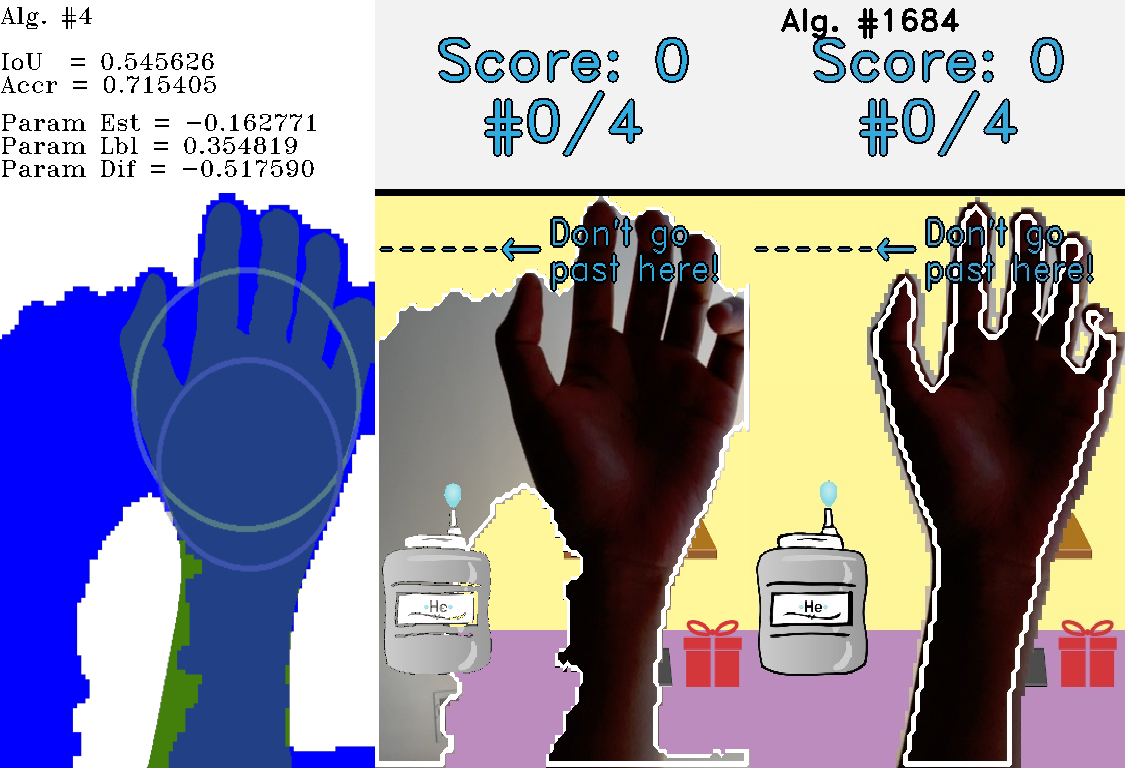 Alg. #4
IoU = 0.545626
Accr = 0.715405
Param Est = −0.162771
Param Lbl = 0.354819
Param Dif = −0.517590
Score: 0
#0/4
Don't go
past here!
He
Alg. #1684
Score: 0
#0/4
Don't go
past here!
He